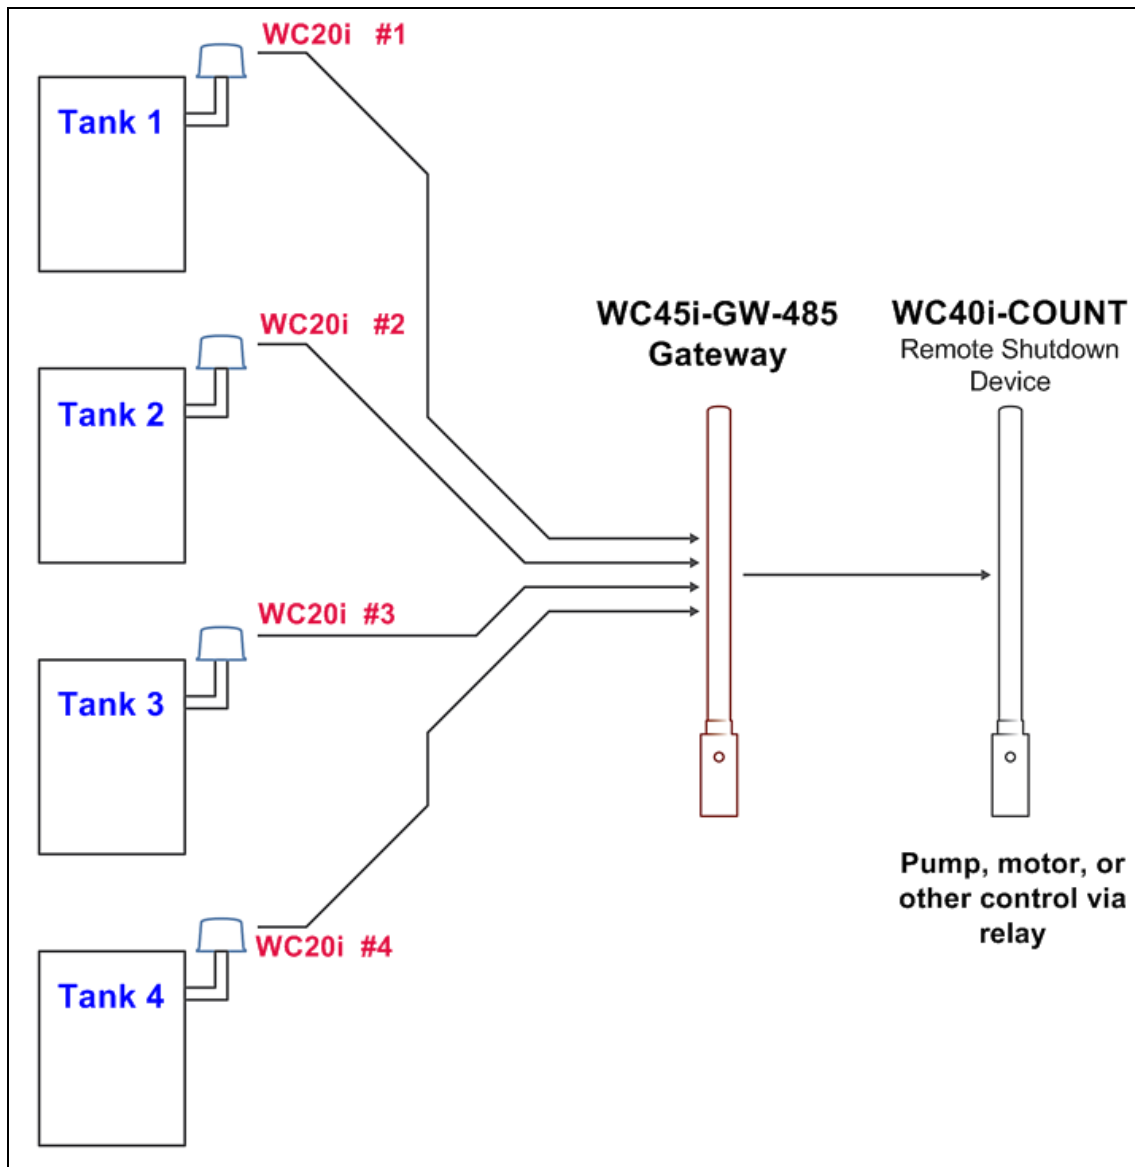 WC20i #1
Tank 1
WC20i #2
Tank 2
WC20i #3
Tank 3
WC20i #4
Tank 4
WC45i-GW-485
Gateway
WC40i-COUNT
Remote Shutdown
Device
Pump, motor, or
other control via
relay